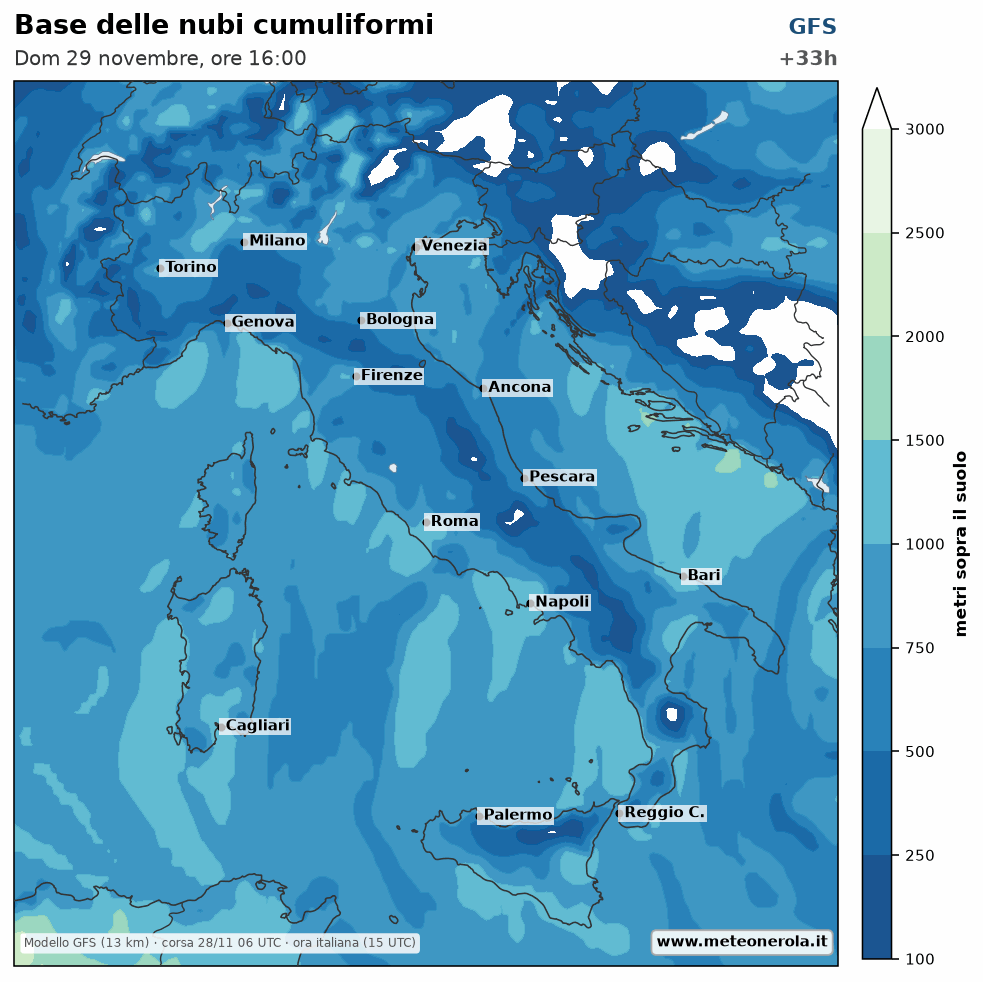 Base delle nubi cumuliformi
GFS
Dom 29 novembre, ore 16:00
+33h
3000
2500
2000
1500
1000
750
500
250
100
metri sopra il suolo
Milano
Venezia
Torino
Genova
Bologna
Firenze
Ancona
Pescara
Roma
Bari
Napoli
Cagliari
Palermo
Reggio C.
Modello GFS (13 km) · corsa 28/11 06 UTC · ora italiana (15 UTC)
www.meteonerola.it